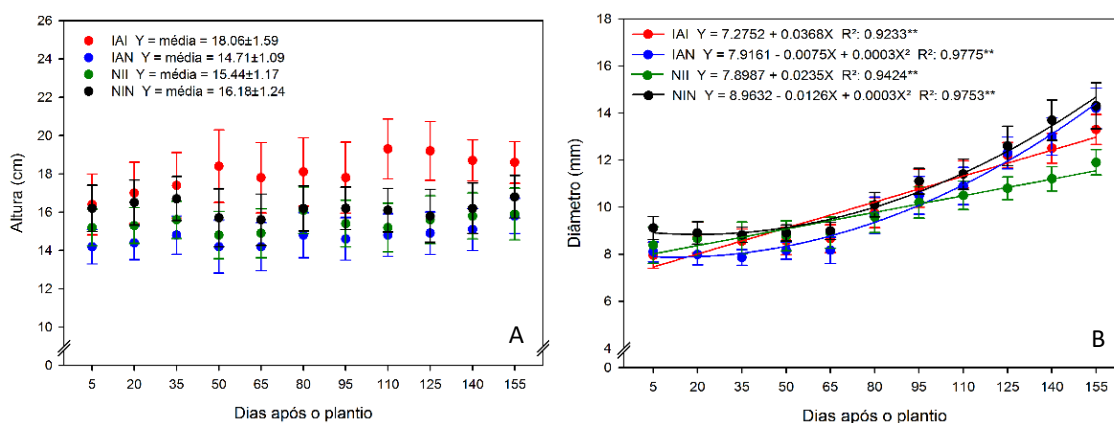 26
24
22
20
18
16
14
12
10
0
Altura (cm)
IAI Y = média = 18.06±1.59
IAN Y = média = 14.71±1.09
NII Y = média = 15.44±1.17
NIN Y = média = 16.18±1.24
A
5 20 35 50 65 80 95 110 125 140 155
Dias após o plantio
18
16
14
12
10
8
6
4
0
Diâmetro (mm)
IAI Y = 7.2752 + 0.0368X R²: 0.9233**
IAN Y = 7.9161 - 0.0075X + 0.0003X² R²: 0.9775**
NII Y = 7.8987 + 0.0235X R²: 0.9424**
NIN Y = 8.9632 - 0.0126X + 0.0003X² R²: 0.9753**
B
5 20 35 50 65 80 95 110 125 140 155
Dias após o plantio